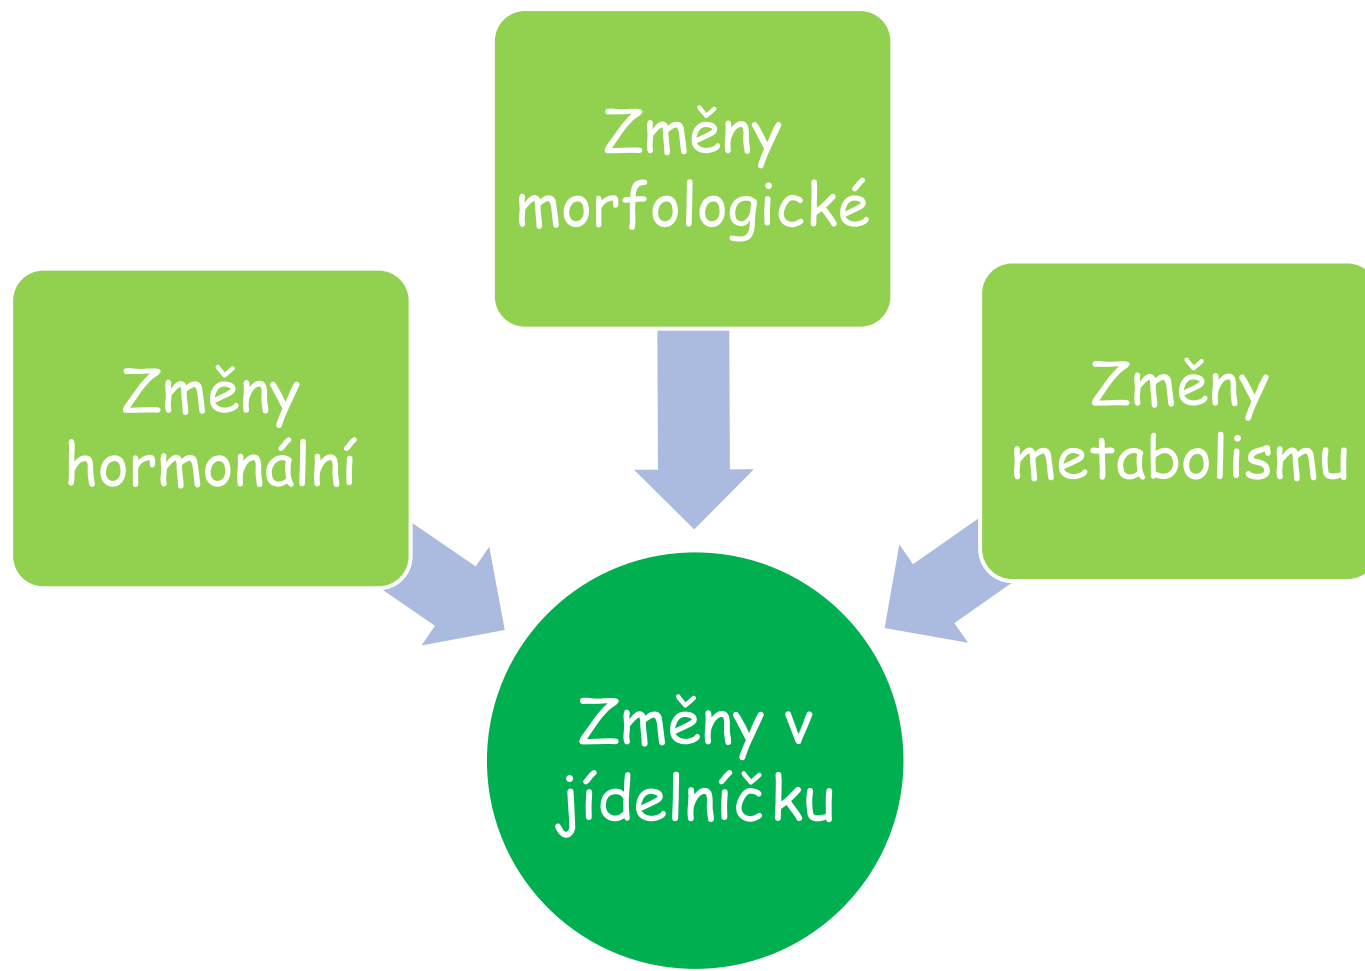 Změny
morfologické
Změny
hormonální
Změny
metabolismu
Změny v
jídelníčku